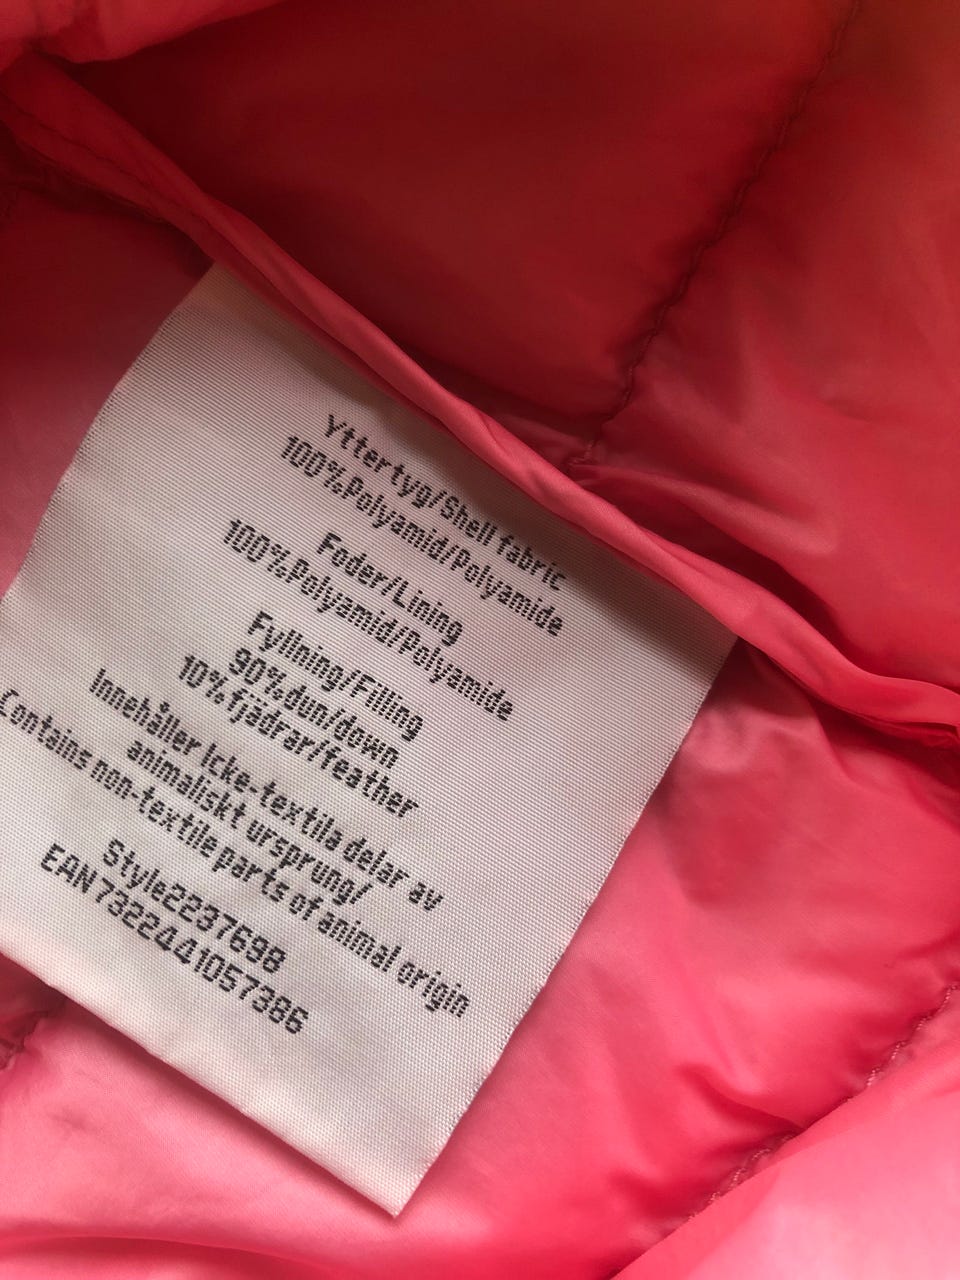 Yttertyg/Shell fabric
100%.Polyamid/Polyamide
Foder/Lining
100%.Polyamid/Polyamide
Fyllning/Filling
90%dun/down
10%fjädrar/feather
Innehåller icke-textila delar av
animaliskt ursprung/
Contains non-textile parts of animal origin
Style2237698
EAN7322441057386